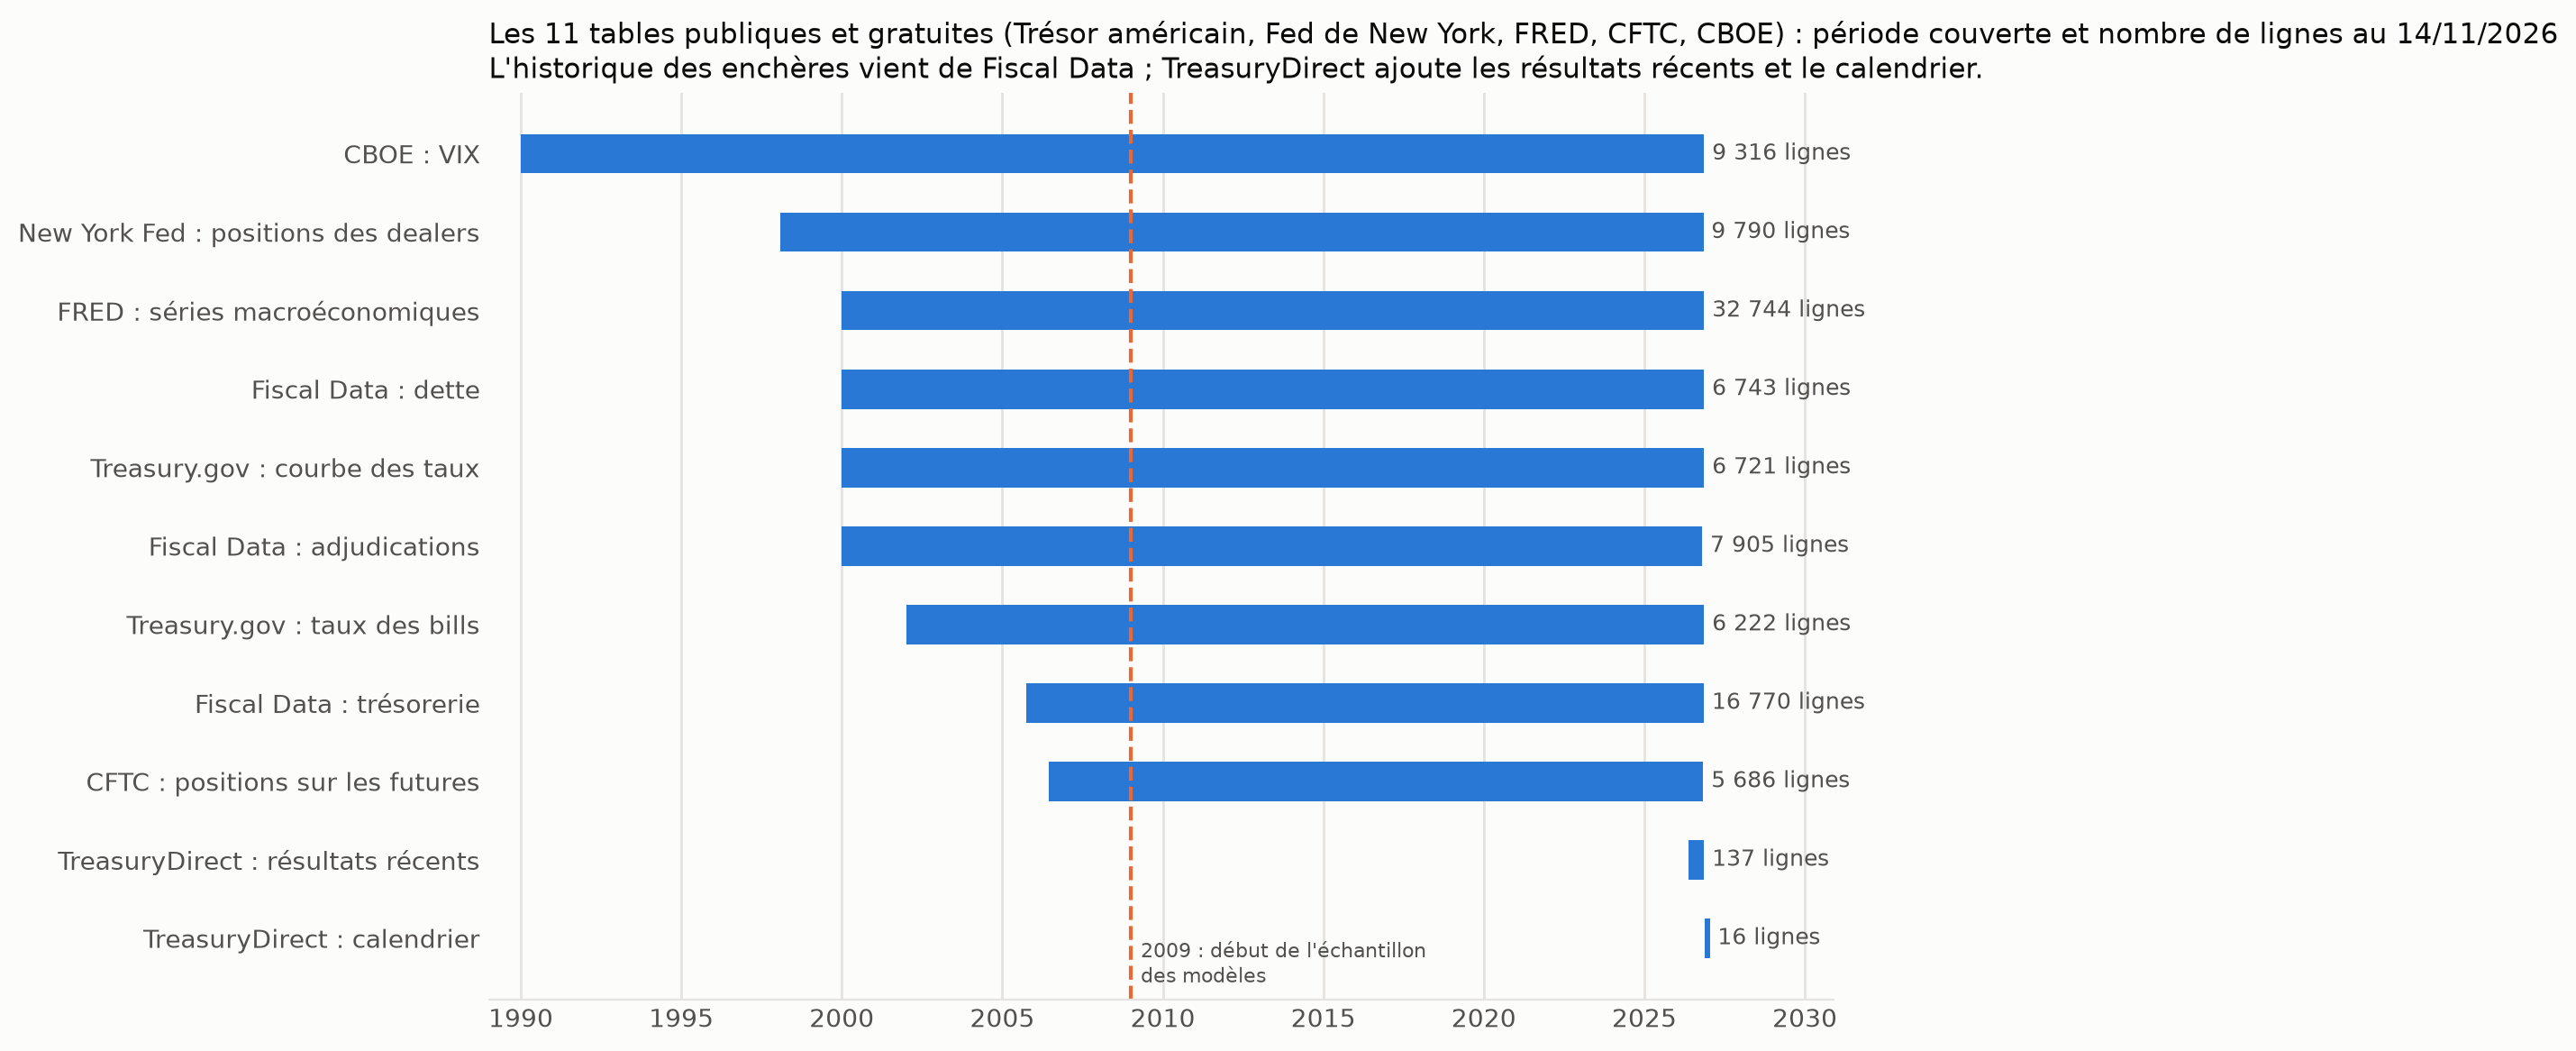 Les 11 tables publiques et gratuites (Trésor américain, Fed de New York, FRED, CFTC, CBOE) : période couverte et nombre de lignes au 14/11/2026
L'historique des enchères vient de Fiscal Data ; TreasuryDirect ajoute les résultats récents et le calendrier.
CBOE : VIX 9 316 lignes
New York Fed : positions des dealers 9 790 lignes
FRED : séries macroéconomiques 32 744 lignes
Fiscal Data : dette 6 743 lignes
Treasury.gov : courbe des taux 6 721 lignes
Fiscal Data : adjudications 7 905 lignes
Treasury.gov : taux des bills 6 222 lignes
Fiscal Data : trésorerie 16 770 lignes
CFTC : positions sur les futures 5 686 lignes
TreasuryDirect : résultats récents 137 lignes
TreasuryDirect : calendrier 16 lignes
2009 : début de l'échantillon
des modèles
1990 1995 2000 2005 2010 2015 2020 2025 2030